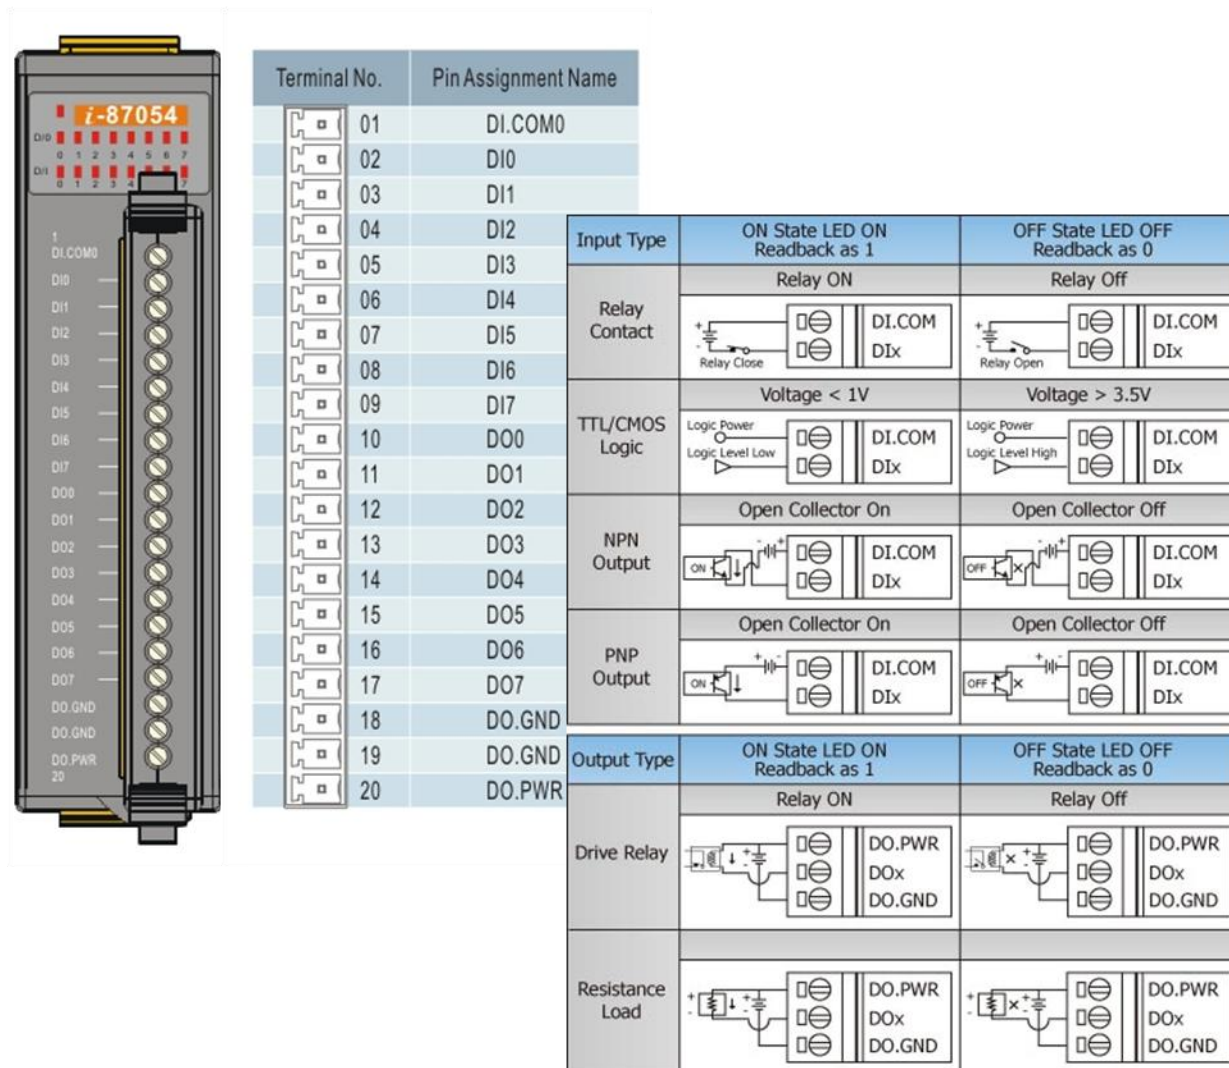 i-87054
D/O
0 1 2 3 4 5 6 7
D/I
0 1 2 3 4 7
1
DI.COM0
DI0
DI1
DI2
DI3
DI4
DI5
DI6
DI7
DO0
DO1
DO2
DO3
DO4
DO5
DO6
DO7
DO.GND
DO.GND
DO.PWR
20
Terminal No. Pin Assignment Name
01 DI.COM0
02 DI0
03 DI1
04 DI2
05 DI3
06 DI4
07 DI5
08 DI6
09 DI7
10 DO0
11 DO1
12 DO2
13 DO3
14 DO4
15 DO5
16 DO6
17 DO7
18 DO.GND
19 DO.GND
20 DO.PWR
Input Type
ON State LED ON
Readback as 1
OFF State LED OFF
Readback as 0
Relay
Contact
Relay ON
+
-
Relay Close
DI.COM
DIx
Relay Off
+
-
Relay Open
DI.COM
DIx
TTL/CMOS
Logic
Voltage < 1V
Logic Power
Logic Level Low
DI.COM
DIx
Voltage > 3.5V
Logic Power
Logic Level High
DI.COM
DIx
NPN
Output
Open Collector On
- +
ON
DI.COM
DIx
Open Collector Off
- +
OFF
DI.COM
DIx
PNP
Output
Open Collector On
+ -
ON
DI.COM
DIx
Open Collector Off
+ -
OFF
DI.COM
DIx
Output Type
ON State LED ON
Readback as 1
OFF State LED OFF
Readback as 0
Drive Relay
Relay ON
+
-
DO.PWR
DOx
DO.GND
Relay Off
+
-
DO.PWR
DOx
DO.GND
Resistance
Load
+ +
- -
DO.PWR
DOx
DO.GND
+ +
- -
DO.PWR
DOx
DO.GND